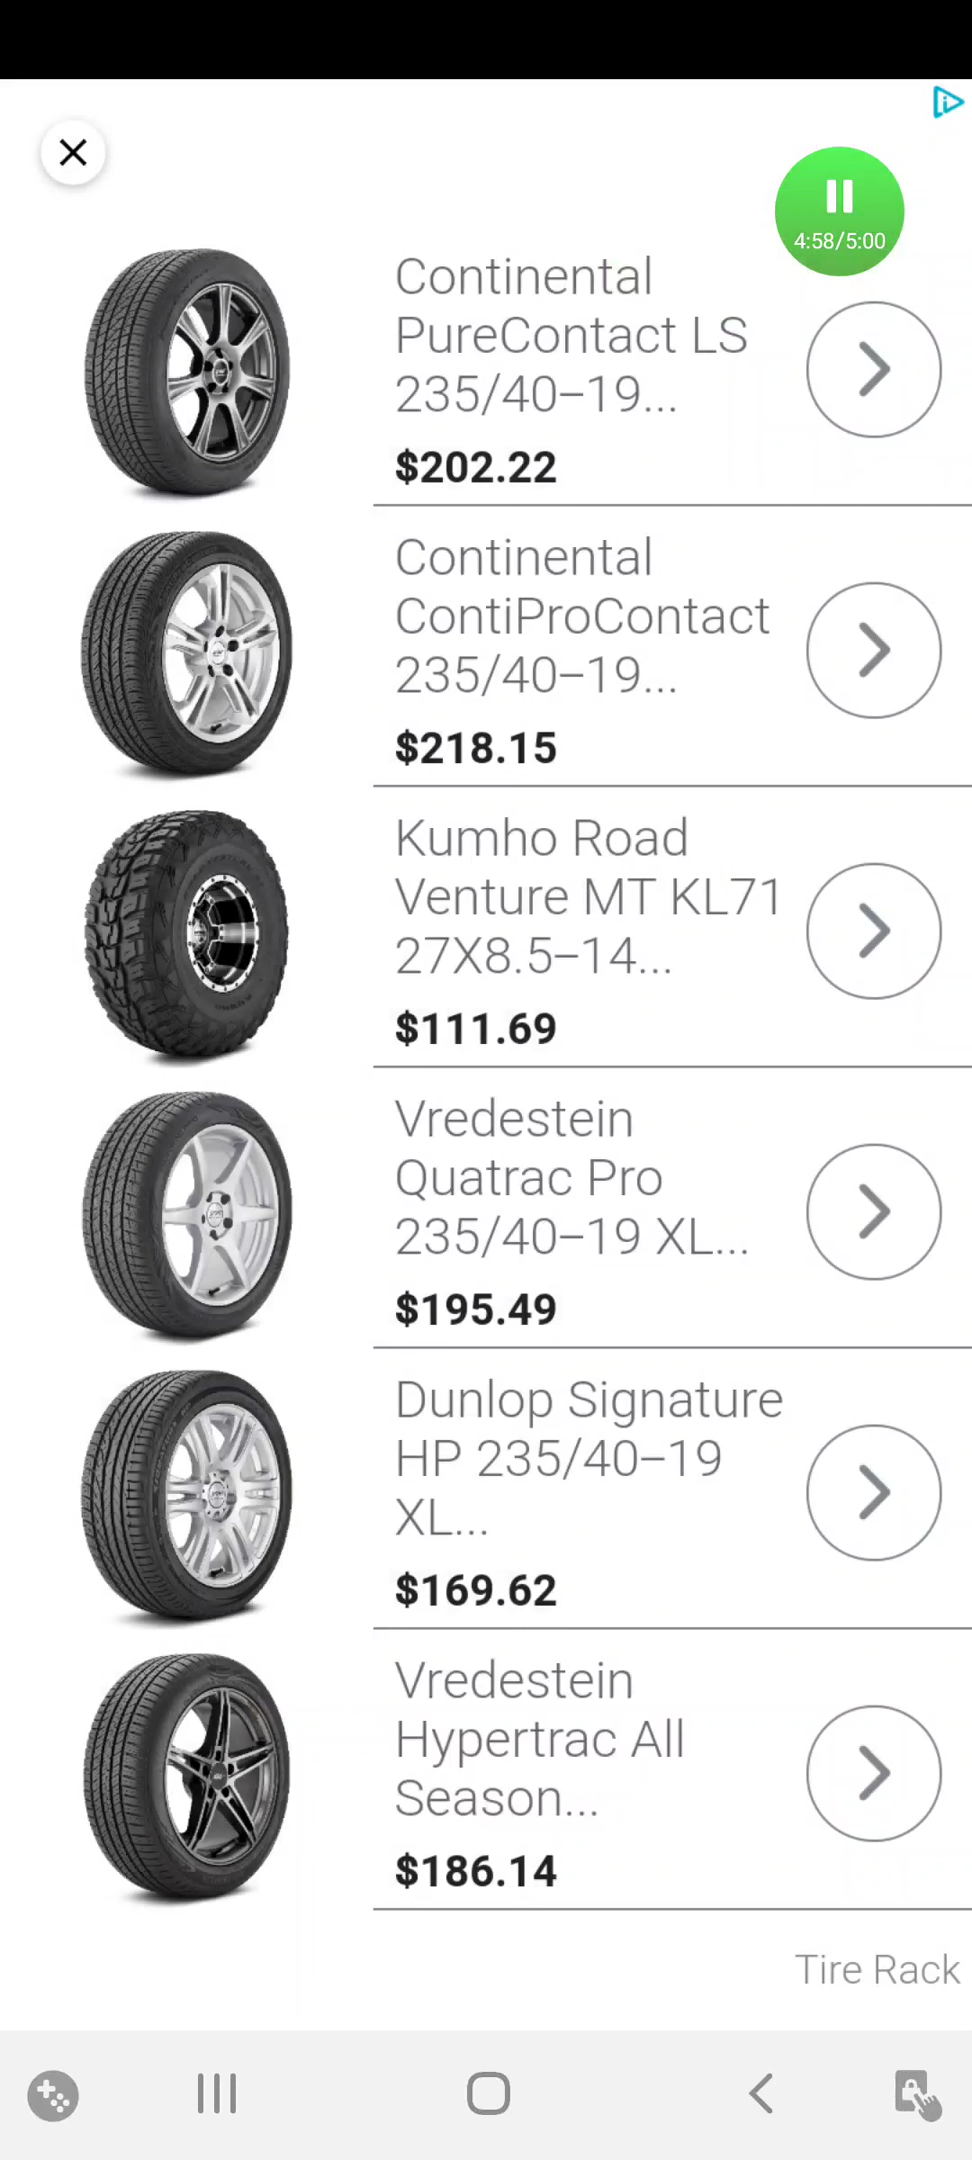 4:58/5:00
Continental
PureContact LS
235/40–19...
$202.22
Continental
ContiProContact
235/40–19...
$218.15
Kumho Road
Venture MT KL71
27X8.5–14...
$111.69
Vredestein
Quatrac Pro
235/40–19 XL...
$195.49
Dunlop Signature
HP 235/40–19
XL...
$169.62
Vredestein
Hypertrac All
Season...
$186.14
Tire Rack